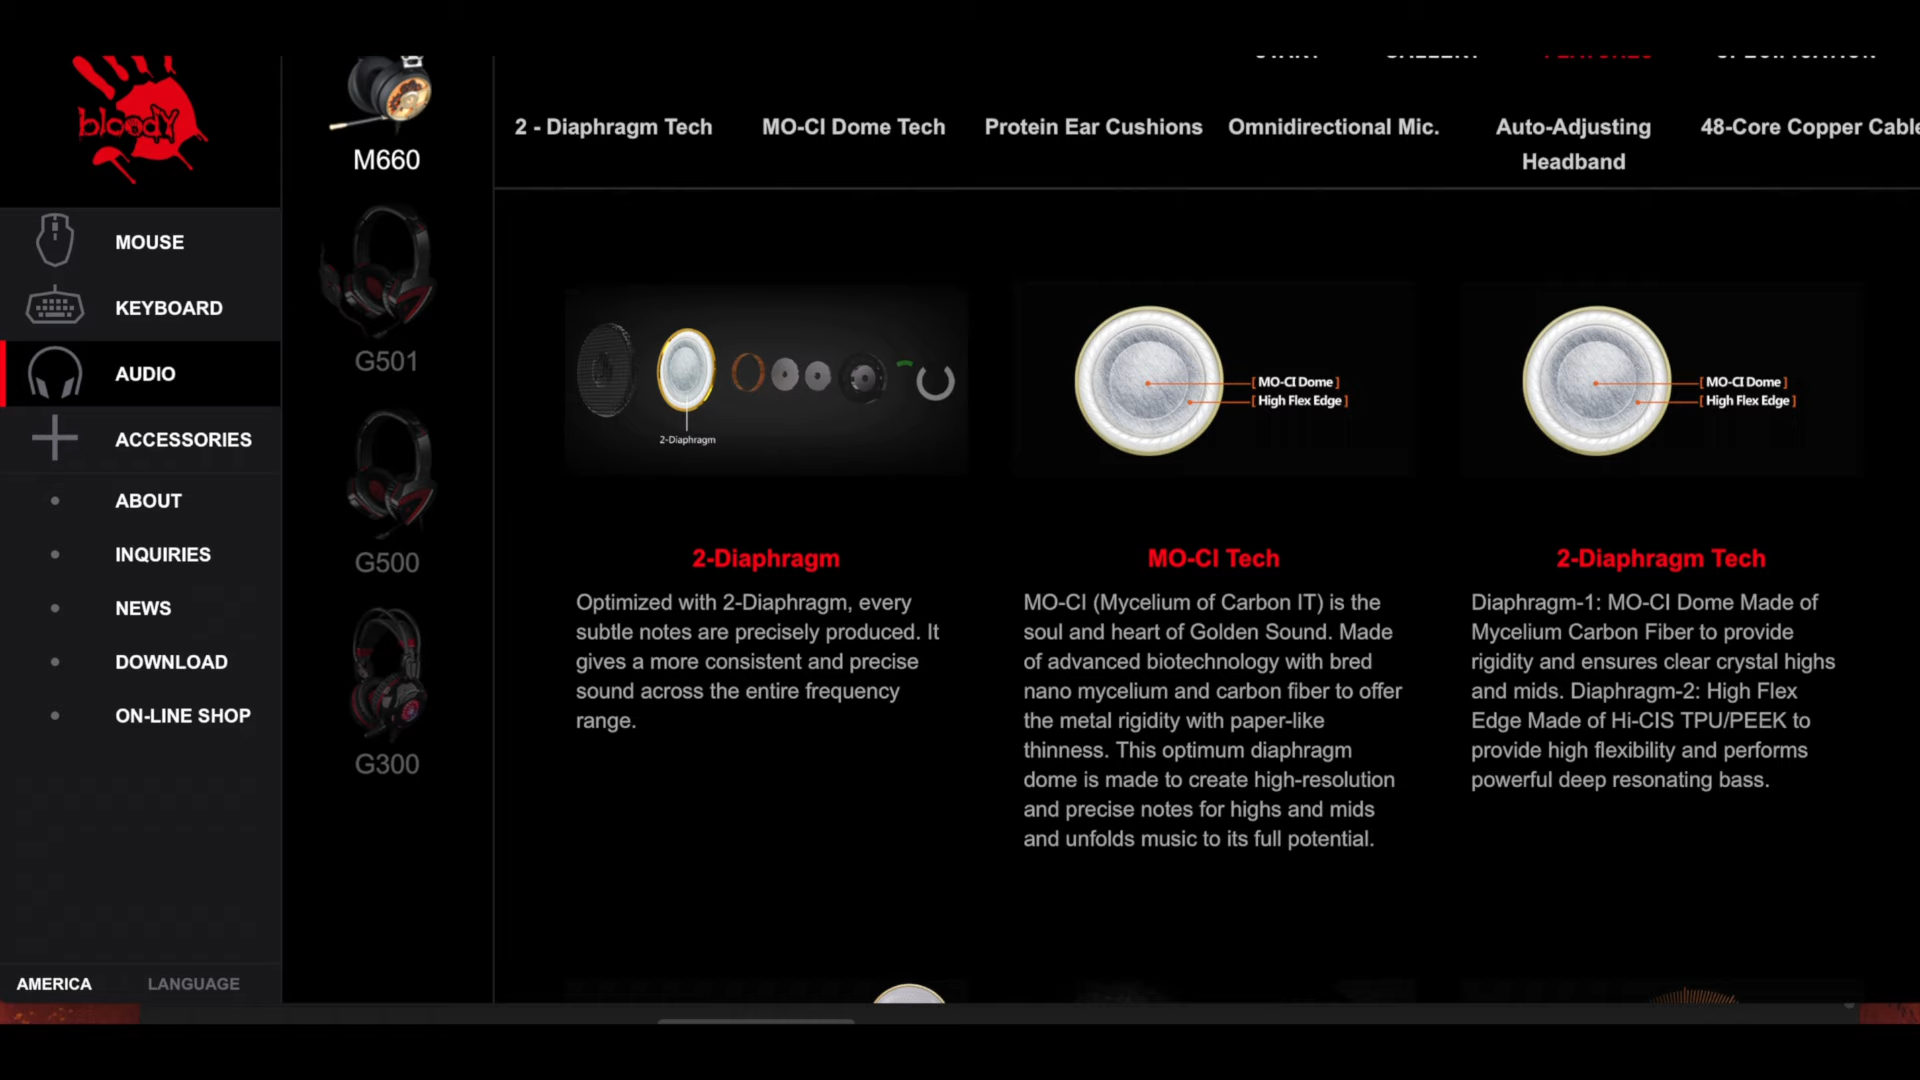 START GALLERY FEATURES SPECIFICATION
bloody
M660
2 - Diaphragm Tech
MO-CI Dome Tech
Protein Ear Cushions
Omnidirectional Mic.
Auto-Adjusting
Headband
48-Core Copper Cable
MOUSE
KEYBOARD
AUDIO
ACCESSORIES
ABOUT
INQUIRIES
NEWS
DOWNLOAD
ON-LINE SHOP
AMERICA LANGUAGE
G501
G500
G300
2-Diaphragm
2-Diaphragm
Optimized with 2-Diaphragm, every
subtle notes are precisely produced. It
gives a more consistent and precise
sound across the entire frequency
range.
[ MO-CI Dome ]
[ High Flex Edge ]
MO-CI Tech
MO-CI (Mycelium of Carbon IT) is the
soul and heart of Golden Sound. Made
of advanced biotechnology with bred
nano mycelium and carbon fiber to offer
the metal rigidity with paper-like
thinness. This optimum diaphragm
dome is made to create high-resolution
and precise notes for highs and mids
and unfolds music to its full potential.
[ MO-CI Dome ]
[ High Flex Edge ]
2-Diaphragm Tech
Diaphragm-1: MO-CI Dome Made of
Mycelium Carbon Fiber to provide
rigidity and ensures clear crystal highs
and mids. Diaphragm-2: High Flex
Edge Made of Hi-CIS TPU/PEEK to
provide high flexibility and performs
powerful deep resonating bass.